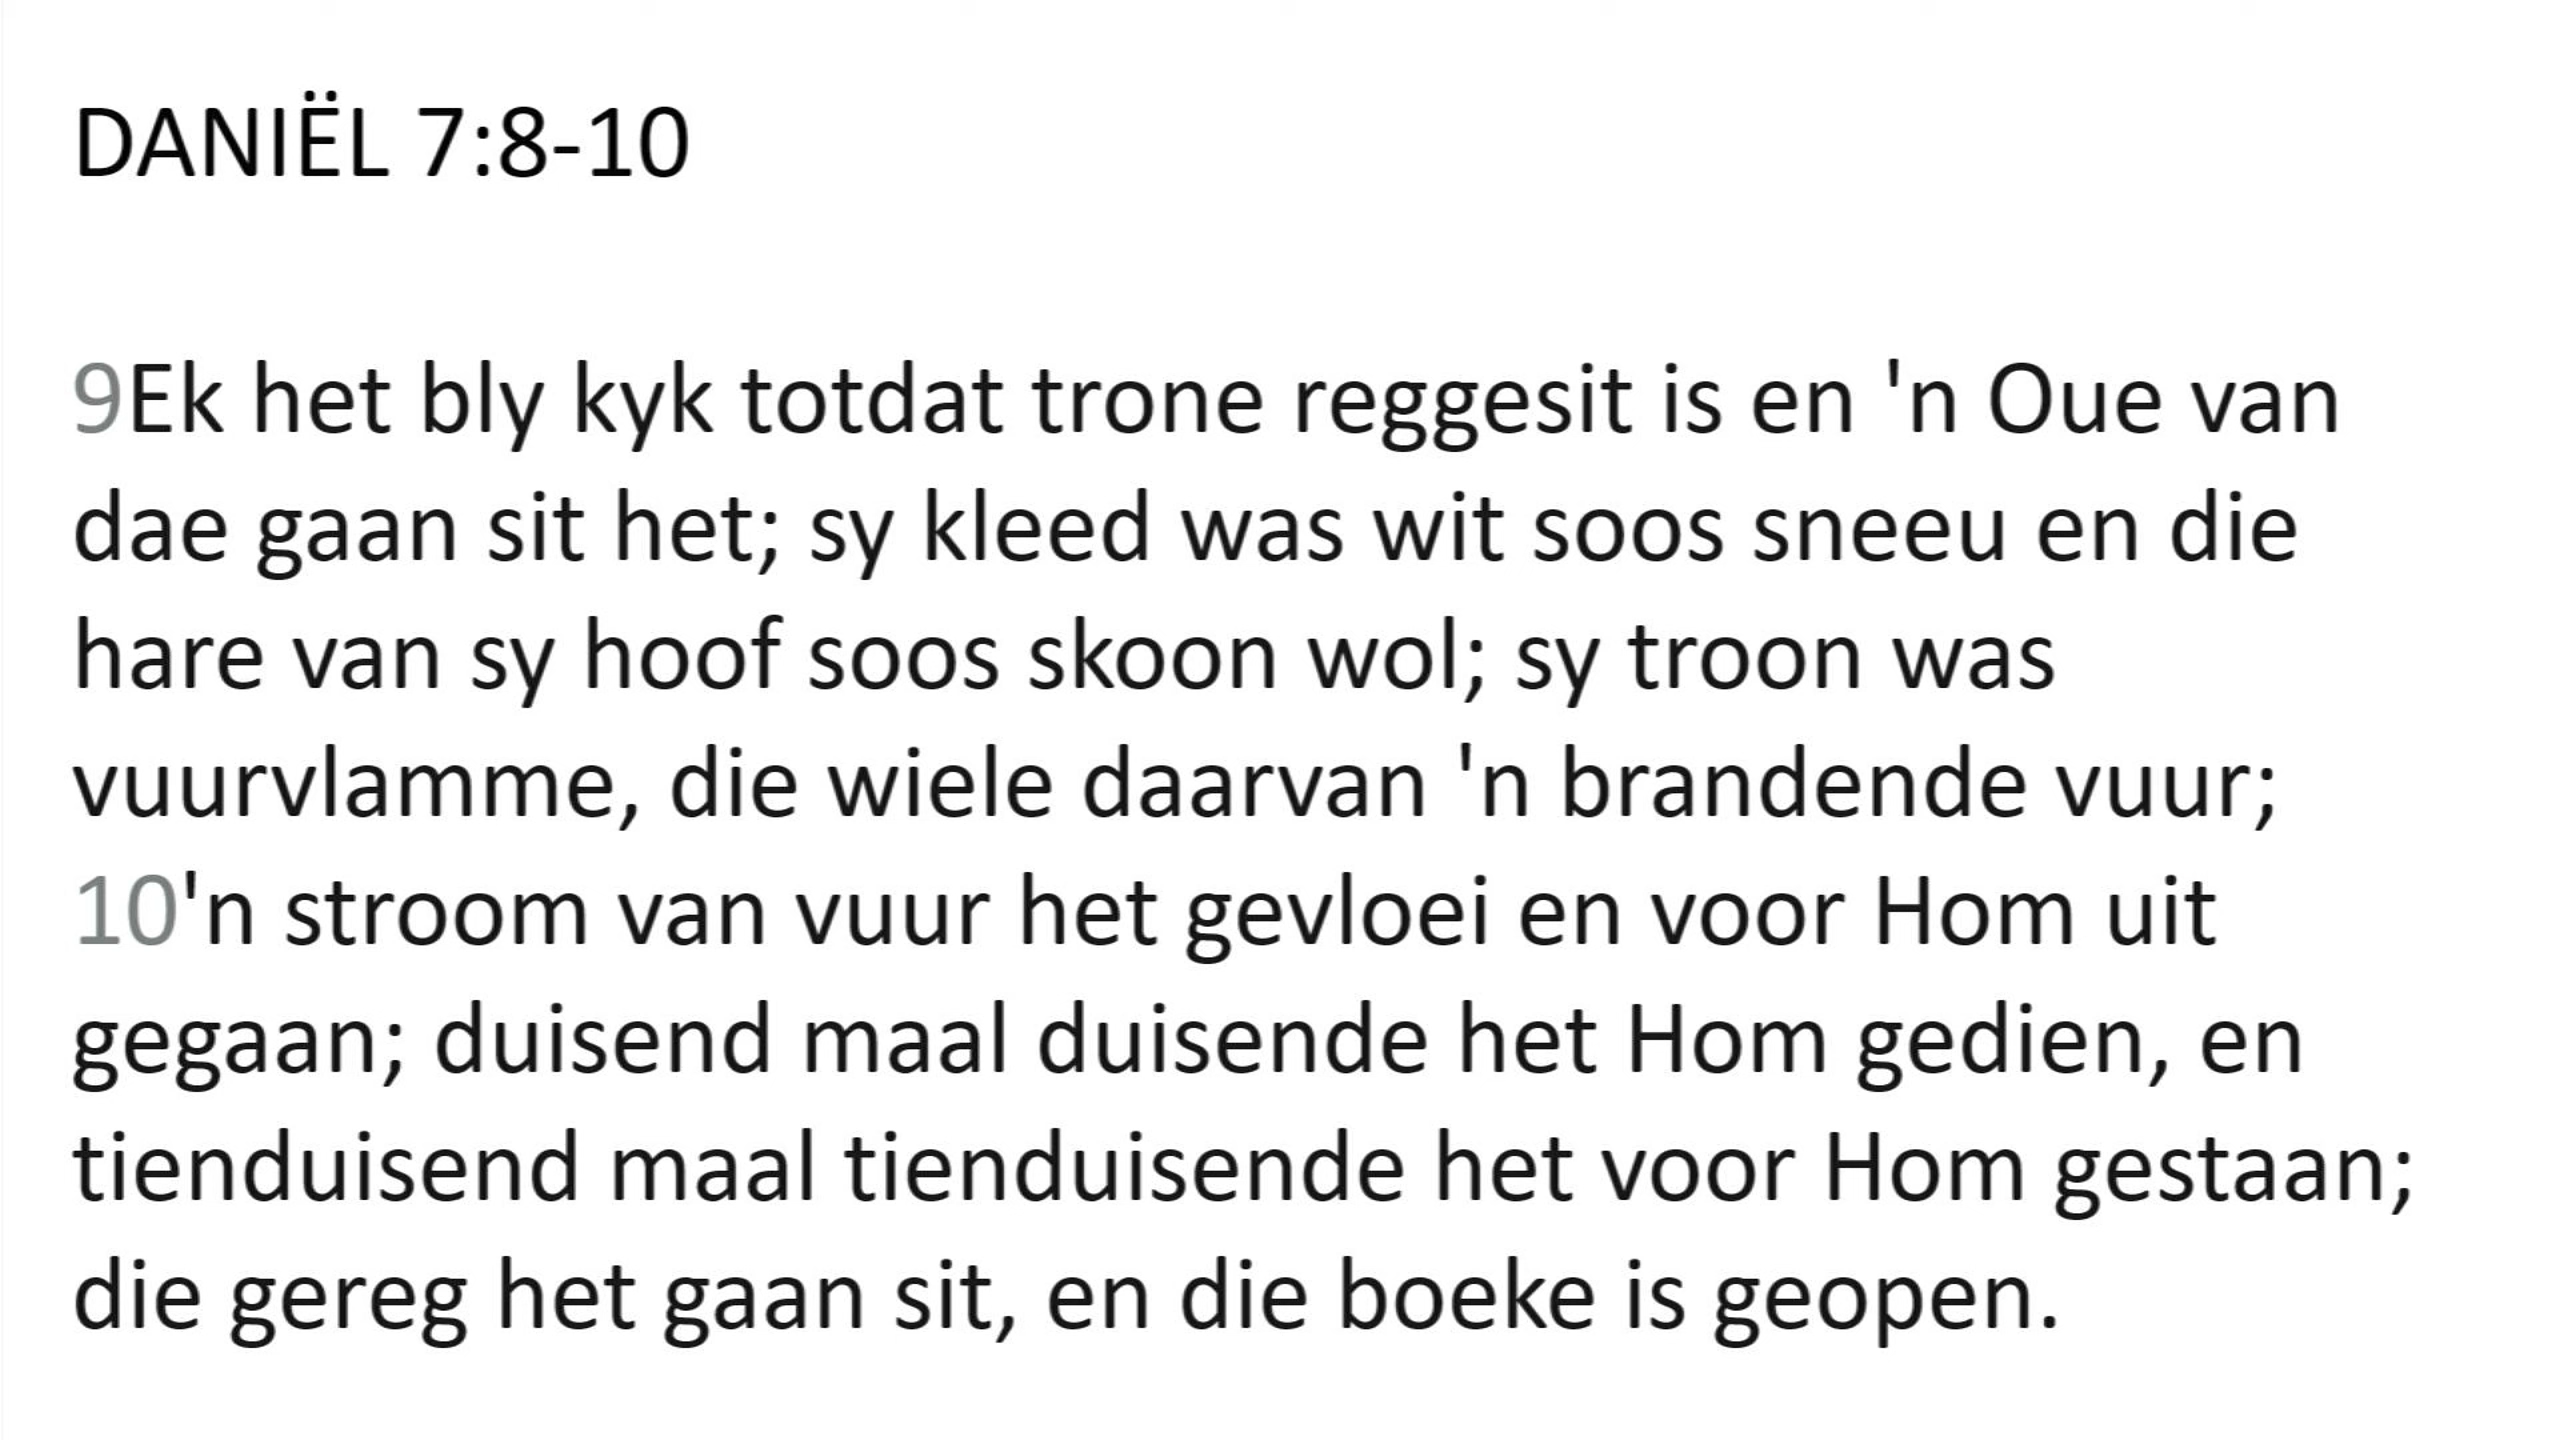 DANIËL 7:8-10
9Ek het bly kyk totdat trone reggesit is en 'n Oue van
dae gaan sit het; sy kleed was wit soos sneeu en die
hare van sy hoof soos skoon wol; sy troon was
vuurvlamme, die wiele daarvan 'n brandende vuur;
10'n stroom van vuur het gevloei en voor Hom uit
gegaan; duisend maal duisende het Hom gedien, en
tienduisend maal tienduisende het voor Hom gestaan;
die gereg het gaan sit, en die boeke is geopen.